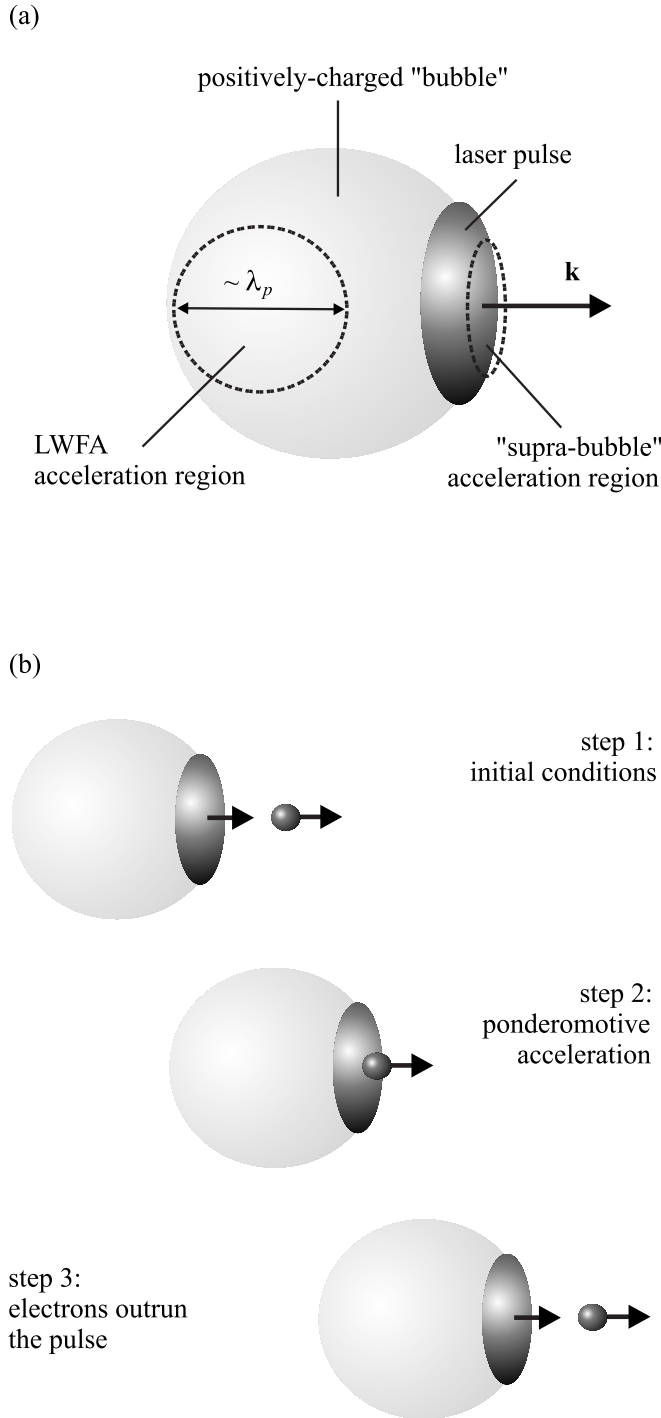 (a)
positively-charged "bubble"
laser pulse
k
~ λp
LWFA
acceleration region
"supra-bubble"
acceleration region
(b)
step 1:
initial conditions
step 2:
ponderomotive
acceleration
step 3:
electrons outrun
the pulse